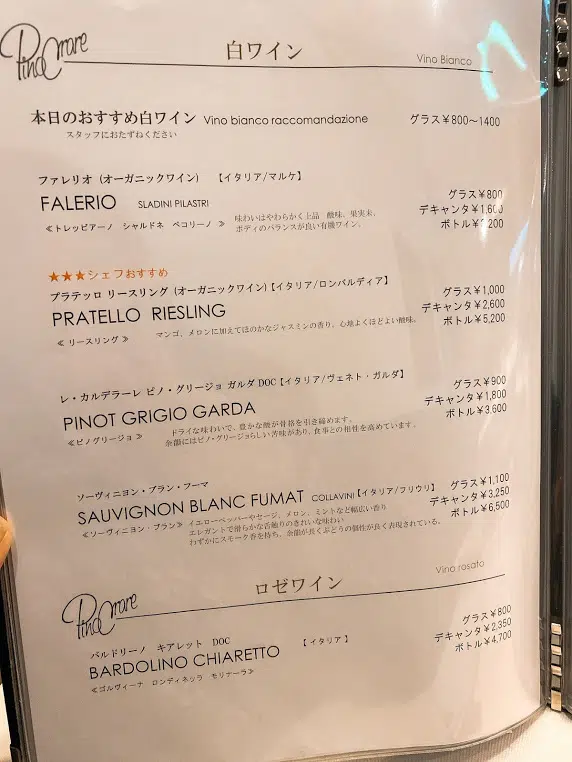 PinoCrare
白ワイン
Vino Bianco
本日のおすすめ白ワイン Vino bianco raccomandazione グラス¥800～1400
スタッフにおたずねください
ファレリオ (オーガニックワイン) 【イタリア/マルケ】
FALERIO SLADINI PILASTRI グラス¥800
デキャンタ¥1,600
≪トレッビアーノ シャルドネ ペコリーノ≫ 味わいはやわらかく上品 酸味、果実未、
ボディのバランスが良い有機ワイン。 ボトル 200
★★★シェフおすすめ
プラテッロ リースリング (オーガニックワイン)【イタリア/ロンバルディア】
PRATELLO RIESLING グラス¥1,000
デキャンタ¥2,600
≪リースリング≫ マンゴ、メロンに加えてほのかなジャスミンの香り、心地よくほどよい酸味。 ボトル¥5,200
レ・カルデラーレ ピノ・グリージョ ガルダ DOC【イタリア/ヴェネト・ガルダ】
PINOT GRIGIO GARDA グラス¥900
デキャンタ¥1,800
ボトル¥3,600
≪ピノグリージョ≫ ドライな味わいで、豊かな酸が骨格を引き締めます。
余韻にはピノ・グリージョらしい苦味があり、食事との相性を高めています。
ソーヴィニヨン・ブラン・フーマ
SAUVIGNON BLANC FUMAT COLLAVINI【イタリア/フリウリ】 グラス¥1,100
デキャンタ¥3,250
ボトル¥6,500
≪ソーヴィニヨン・ブラン≫ イエローペッパーやセージ、メロン、ミントなど幅広い香り
エレガントで滑らかな舌触りのきれいな味わい
わずかにスモーク香を持ち、余韻が長くぶどうの個性が良く表現されている。
PinoCrare
ロゼワイン
Vino rosato
バルドリーノ キアレット DOC 【イタリア】
BARDOLINO CHIARETTO グラス¥800
デキャンタ¥2,350
ボトル¥4,700
≪ゴルヴィーナ ロンディネッラ モリナーラ≫